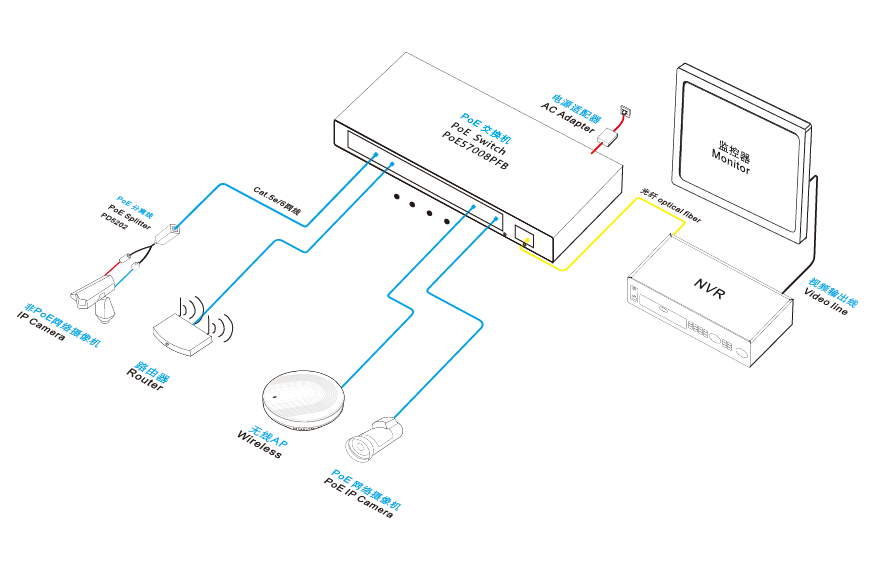 电源适配器
AC Adapter
PoE 交换机
PoE Switch
PoES7008PFB
监控器
Monitor
Cat.5e/6网线
光纤 optical fiber
PoE 分离线
PoE Splitter
PD5202
NVR
视频输出线
Video line
非PoE网络摄像机
IP Camera
路由器
Router
无线AP
Wireless
PoE 网络摄像机
PoE IP Camera